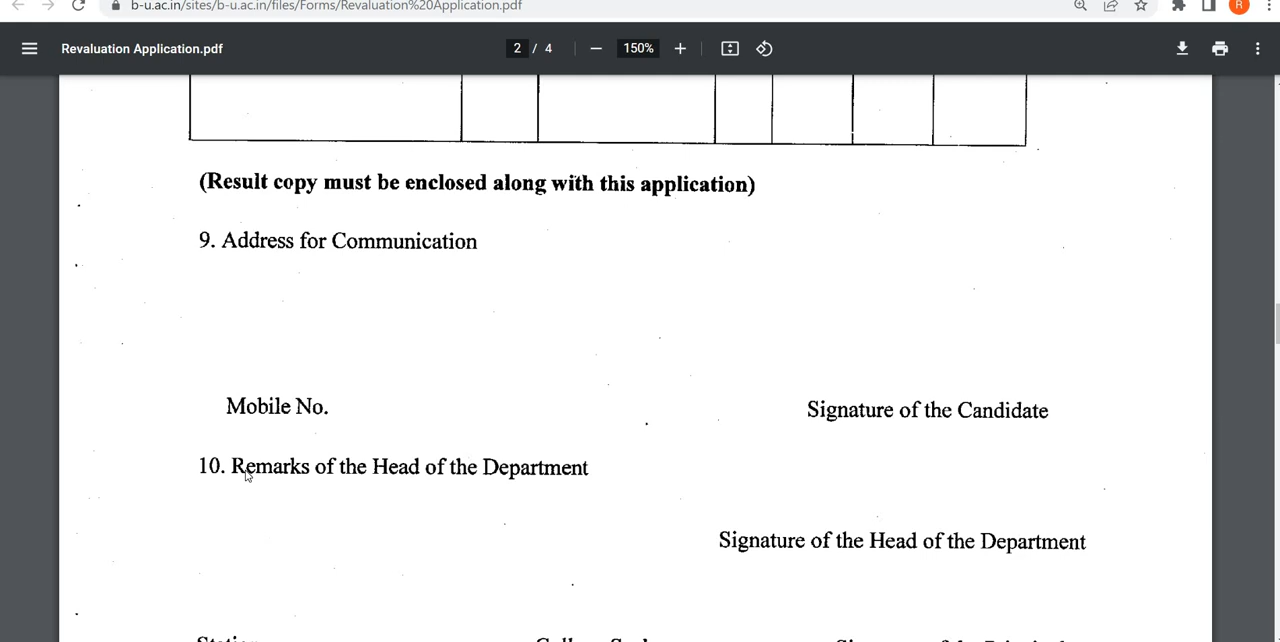 b-u.ac.in/sites/b-u.ac.in/files/Forms/Revaluation%20Application.pdf
R
Revaluation Application.pdf
2 / 4
150%
(Result copy must be enclosed along with this application)
9. Address for Communication
Mobile No.
Signature of the Candidate
10. Remarks of the Head of the Department
Signature of the Head of the Department